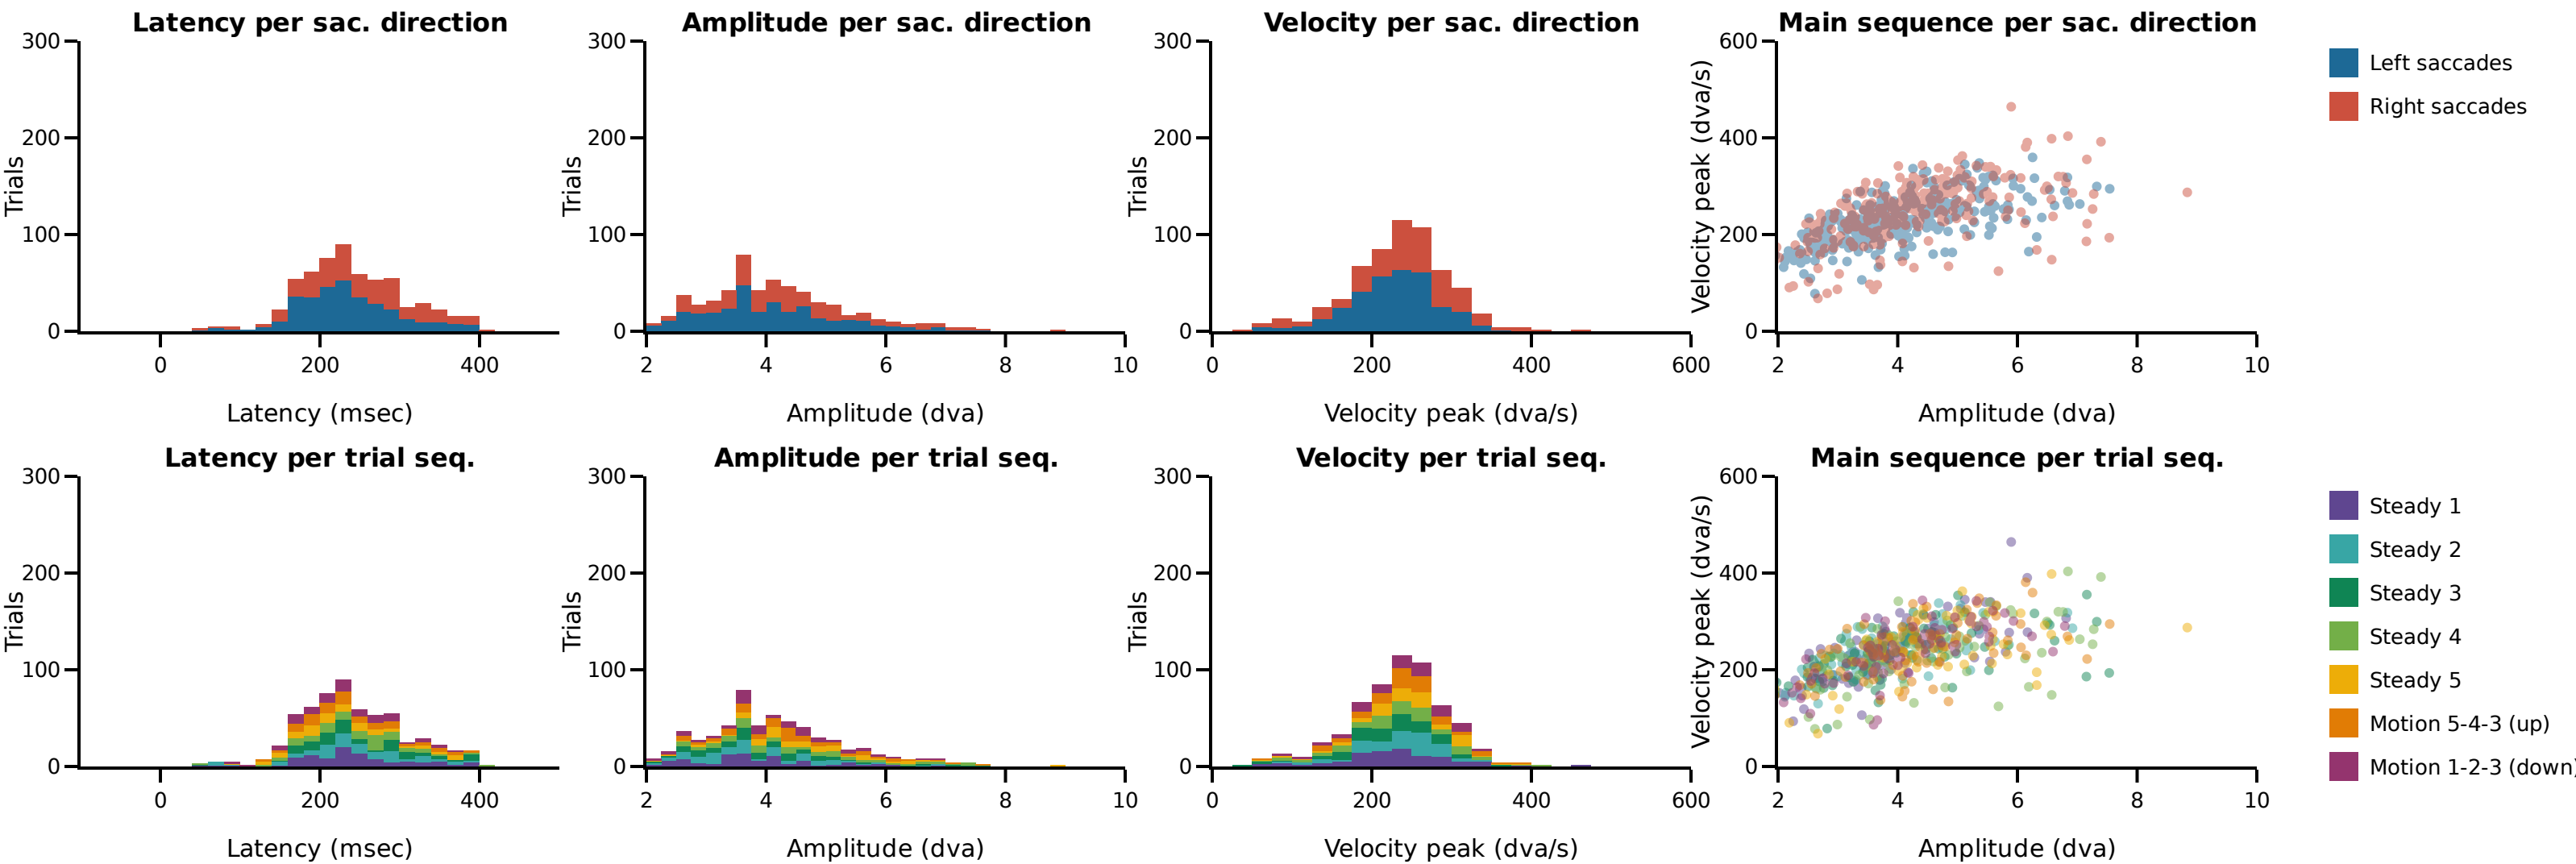 Latency per sac. direction
300
200
100
0
Trials
0 200 400
Latency (msec)
Amplitude per sac. direction
300
200
100
0
Trials
2 4 6 8 10
Amplitude (dva)
Velocity per sac. direction
300
200
100
0
Trials
0 200 400 600
Velocity peak (dva/s)
Main sequence per sac. direction
600
400
200
0
Velocity peak (dva/s)
2 4 6 8 10
Amplitude (dva)
Left saccades
Right saccades
Latency per trial seq.
300
200
100
0
Trials
0 200 400
Latency (msec)
Amplitude per trial seq.
300
200
100
0
Trials
2 4 6 8 10
Amplitude (dva)
Velocity per trial seq.
300
200
100
0
Trials
0 200 400 600
Velocity peak (dva/s)
Main sequence per trial seq.
600
400
200
0
Velocity peak (dva/s)
2 4 6 8 10
Amplitude (dva)
Steady 1
Steady 2
Steady 3
Steady 4
Steady 5
Motion 5-4-3 (up)
Motion 1-2-3 (down)